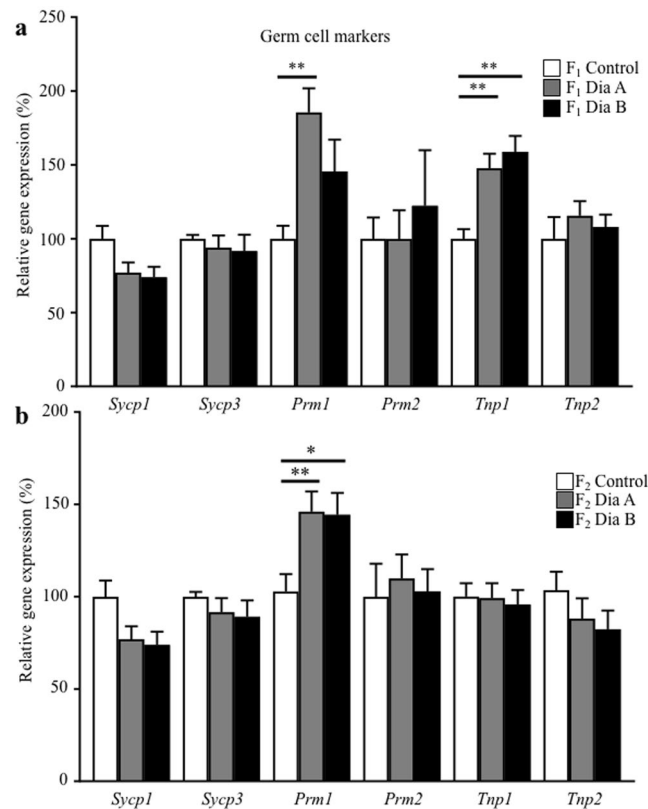 a
250
Germ cell markers
** ** **
F₁ Control
F₁ Dia A
F₁ Dia B
200
150
100
50
0
Relative gene expression (%)
Sycp1 Sycp3 Prm1 Prm2 Tnp1 Tnp2
b
200
* **
F₂ Control
F₂ Dia A
F₂ Dia B
150
100
50
0
Relative gene expression (%)
Sycp1 Sycp3 Prm1 Prm2 Tnp1 Tnp2